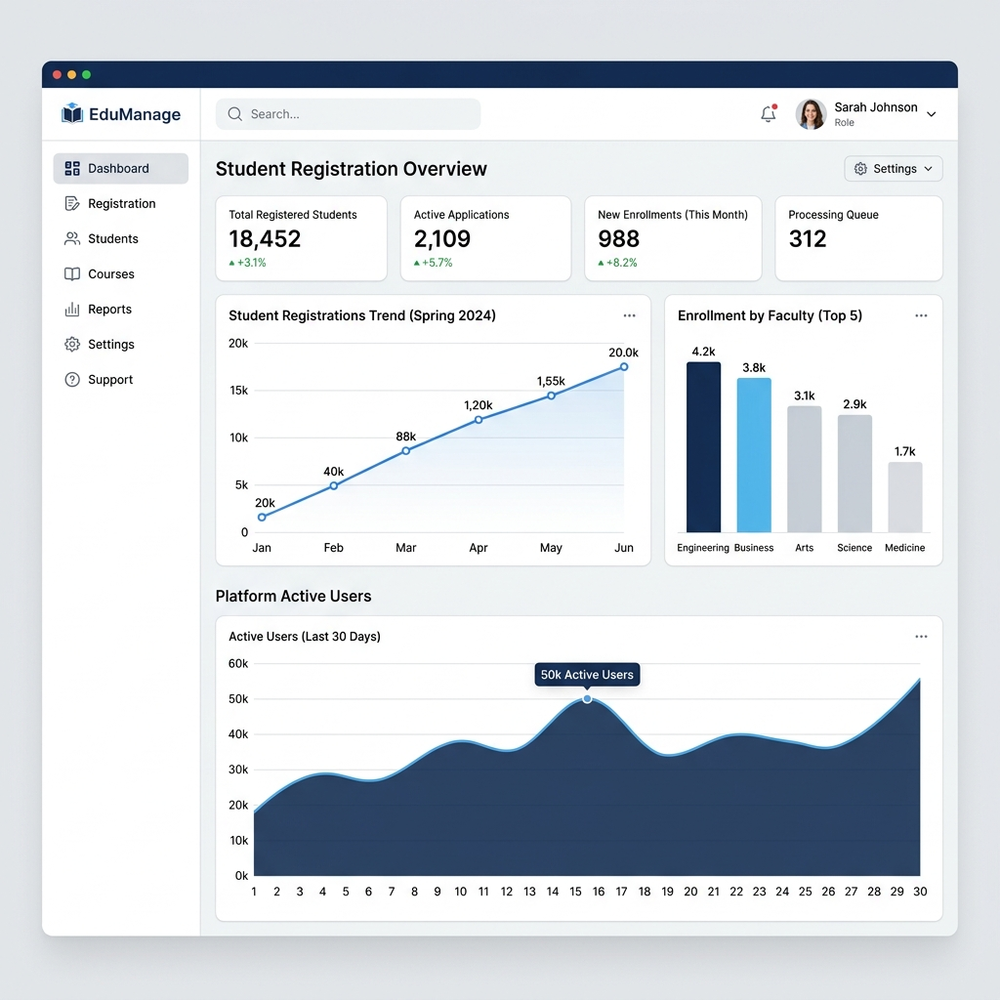 EduManage
Search...
Sarah Johnson
Role
Dashboard
Registration
Students
Courses
Reports
Settings
Support
Student Registration Overview
Settings
Total Registered Students
18,452
+3.1%
Active Applications
2,109
+5.7%
New Enrollments (This Month)
988
+8.2%
Processing Queue
312
Student Registrations Trend (Spring 2024)
20k
15k
10k
5k
0
20k
40k
88k
1,20k
1,55k
20.0k
Jan Feb Mar Apr May Jun
Enrollment by Faculty (Top 5)
4.2k
3.8k
3.1k
2.9k
1.7k
Engineering Business Arts Science Medicine
Platform Active Users
Active Users (Last 30 Days)
60k
50k
40k
30k
20k
10k
0k
50k Active Users
1 2 3 4 5 6 7 8 9 10 11 12 13 14 15 16 17 18 19 20 21 22 23 24 25 26 27 28 29 30